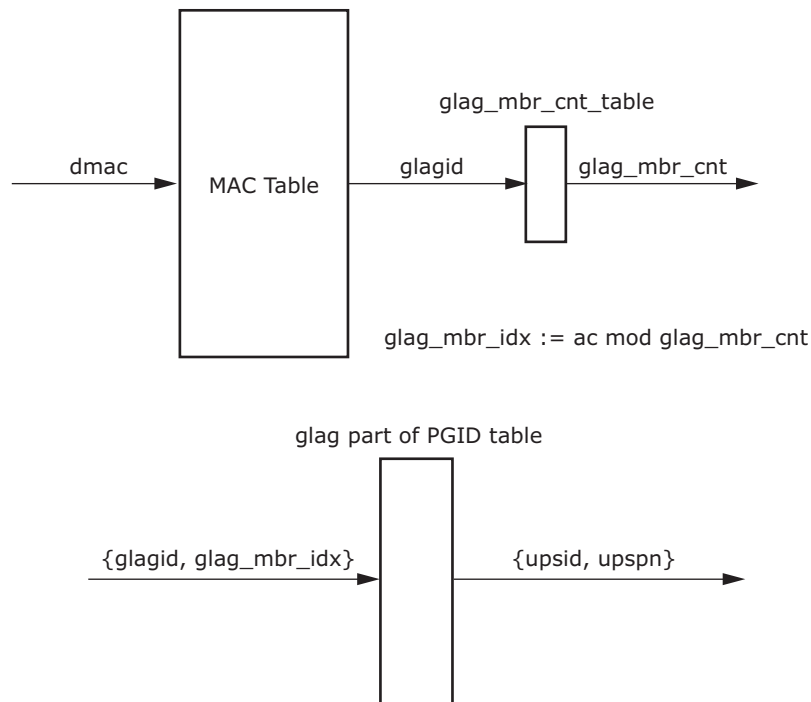 glag_mbr_cnt_table
dmac
MAC Table
glagid
glag_mbr_cnt
glag_mbr_idx := ac mod glag_mbr_cnt
glag part of PGID table
{glagid, glag_mbr_idx}
{upsid, upspn}